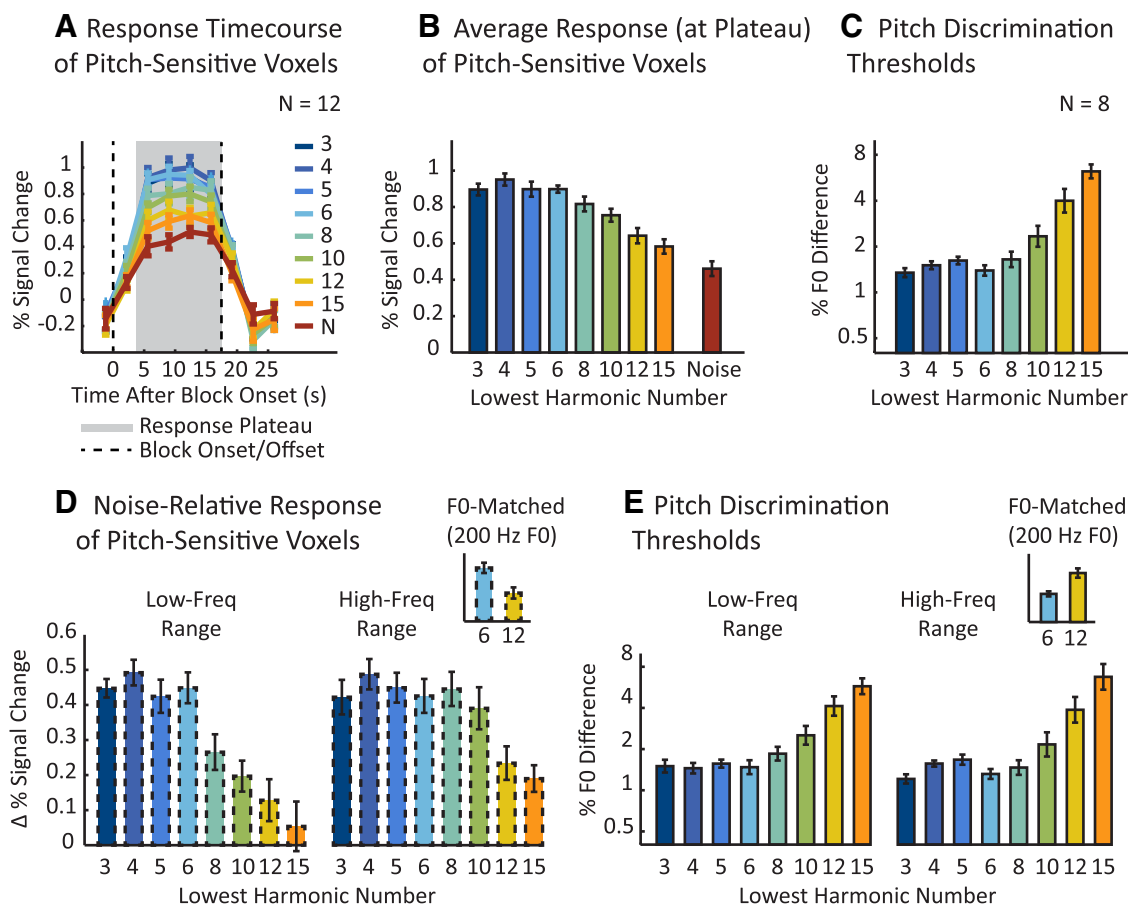 A Response Timecourse
of Pitch-Sensitive Voxels
N = 12
% Signal Change
1
0.8
0.6
0.4
0.2
0
-0.2
3
4
5
6
8
10
12
15
N
0 5 10 15 20 25
Time After Block Onset (s)
Response Plateau
Block Onset/Offset
B Average Response (at Plateau)
of Pitch-Sensitive Voxels
% Signal Change
1
0.8
0.6
0.4
0.2
0
3 4 5 6 8 10 12 15 Noise
Lowest Harmonic Number
C Pitch Discrimination
Thresholds
N = 8
% F0 Difference
8
4
2
1
0.5
3 4 5 6 8 10 12 15
Lowest Harmonic Number
D Noise-Relative Response
of Pitch-Sensitive Voxels
F0-Matched
(200 Hz F0)
6 12
Low-Freq
Range
High-Freq
Range
Δ % Signal Change
0.6
0.5
0.4
0.3
0.2
0.1
0
3 4 5 6 8 10 12 15
3 4 5 6 8 10 12 15
Lowest Harmonic Number
E Pitch Discrimination
Thresholds
F0-Matched
(200 Hz F0)
6 12
Low-Freq
Range
High-Freq
Range
% F0 Difference
8
4
2
1
0.5
3 4 5 6 8 10 12 15
3 4 5 6 8 10 12 15
Lowest Harmonic Number